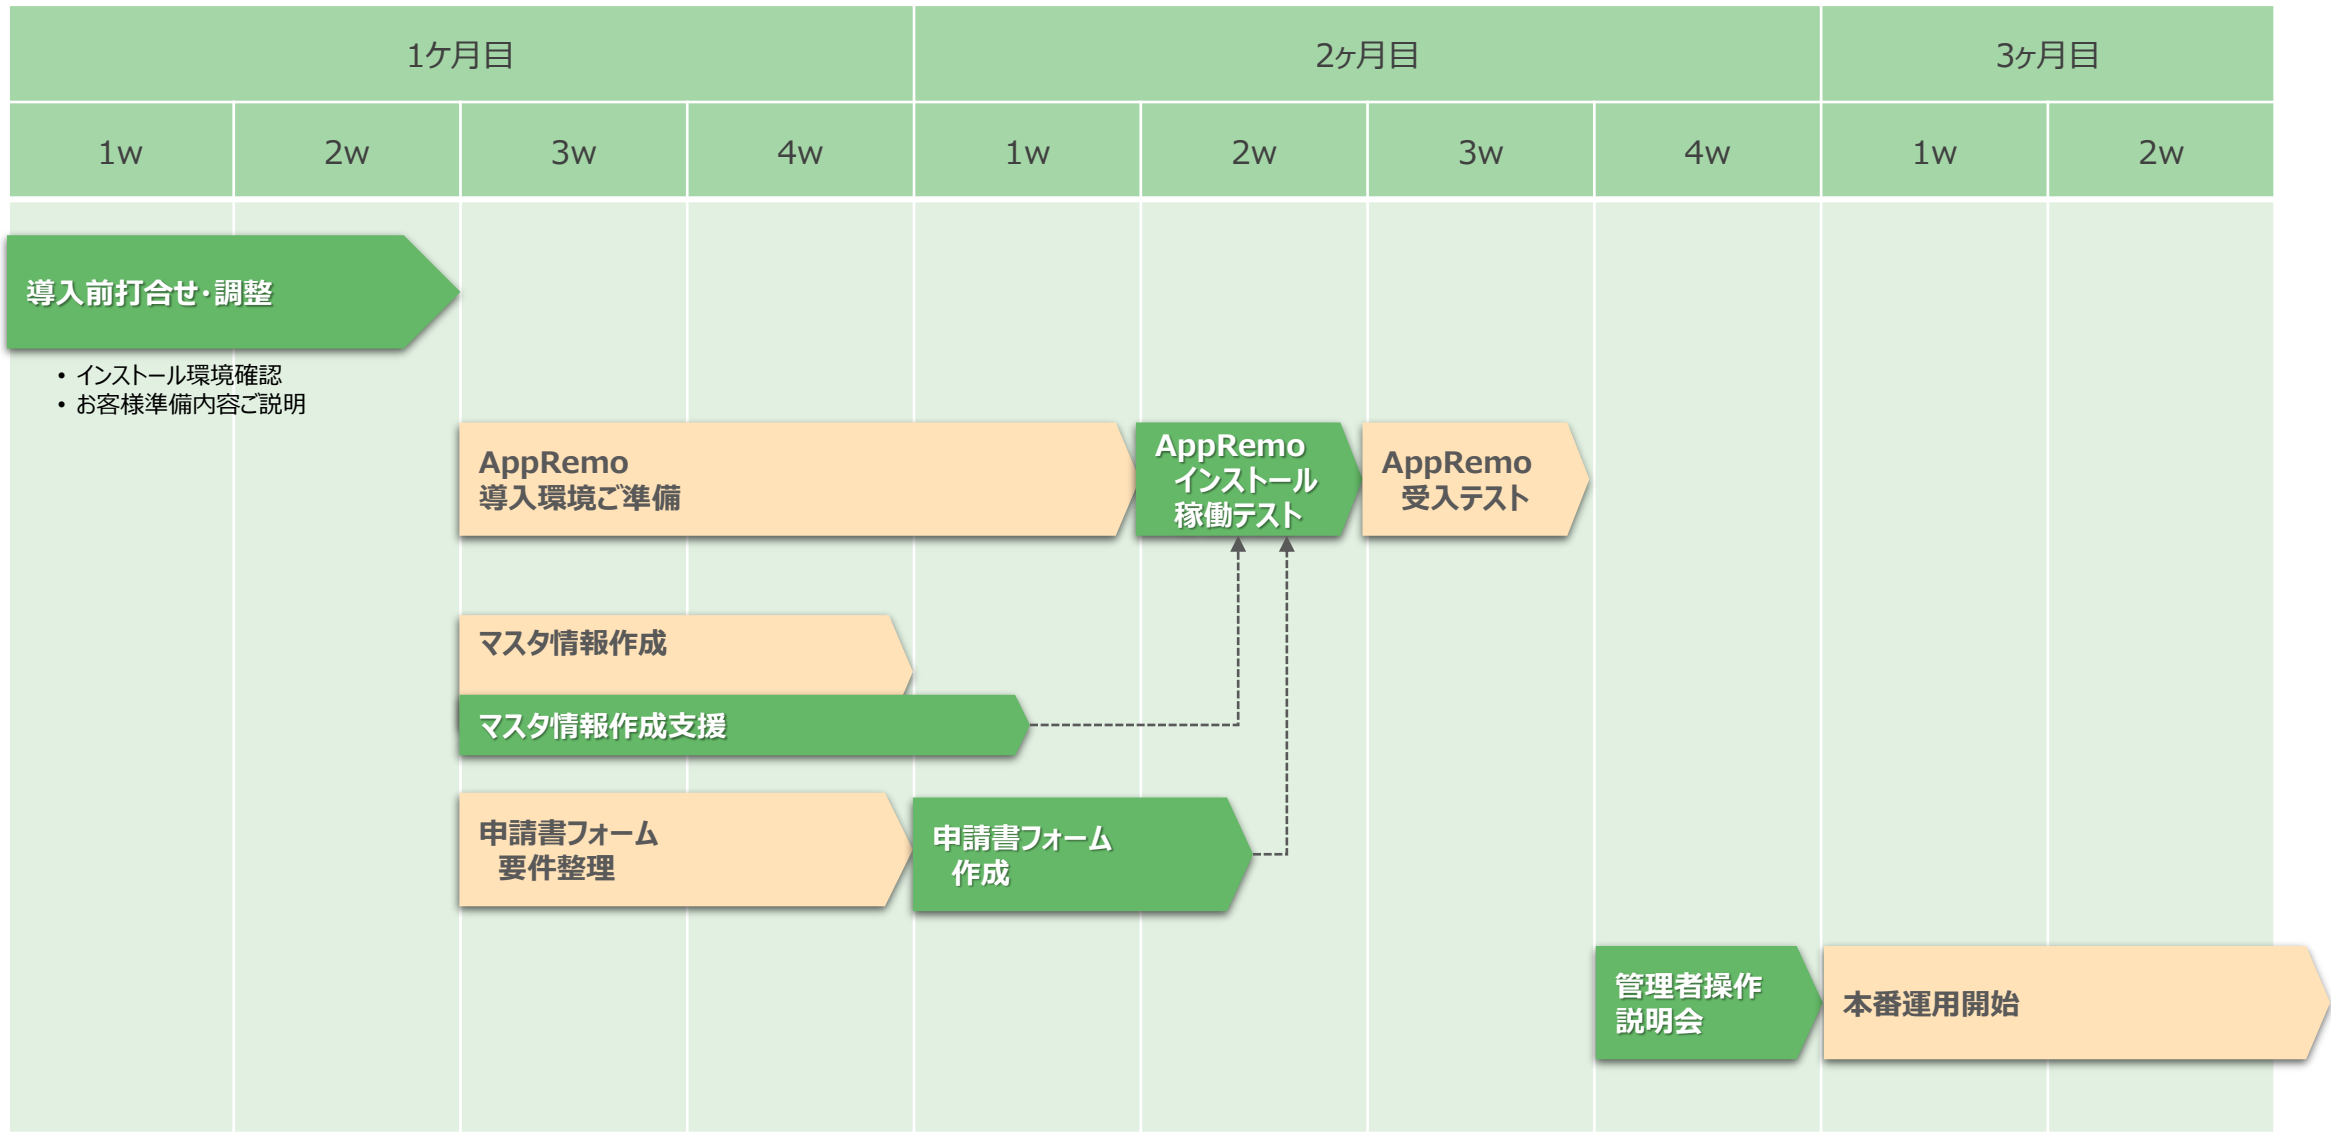 1ケ月目
2ヶ月目
3ヶ月目
1w
2w
3w
4w
1w
2w
3w
4w
1w
2w
導入前打合せ・調整
• インストール環境確認
• お客様準備内容ご説明
AppRemo
導入環境ご準備
AppRemo
インストール
稼働テスト
AppRemo
受入テスト
マスタ情報作成
マスタ情報作成支援
申請書フォーム
要件整理
申請書フォーム
作成
管理者操作
説明会
本番運用開始